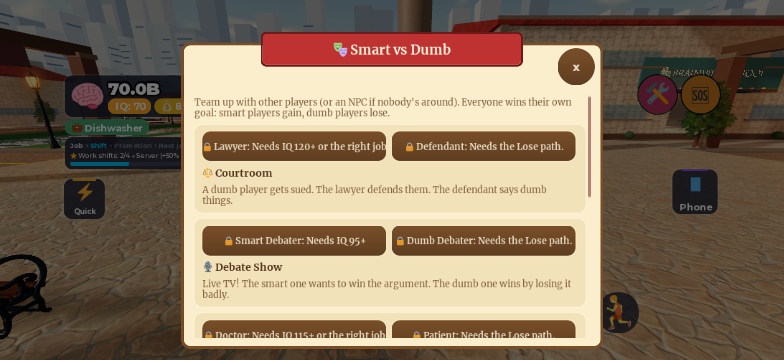 Smart vs Dumb
x
Team up with other players (or an NPC if nobody's around). Everyone wins their own
goal: smart players gain, dumb players lose.
Lawyer: Needs IQ 120+ or the right job
Defendant: Needs the Lose path.
Courtroom
A dumb player gets sued. The lawyer defends them. The defendant says dumb
things.
Smart Debater: Needs IQ 95+
Dumb Debater: Needs the Lose path.
Debate Show
Live TV! The smart one wants to win the argument. The dumb one wins by losing it
badly.
Doctor: Needs IQ 115+ or the right job
Patient: Needs the Lose path.
70.0B
IQ: 70
Dishwasher
Work shifts: 2/4
Quick
SOS
Phone